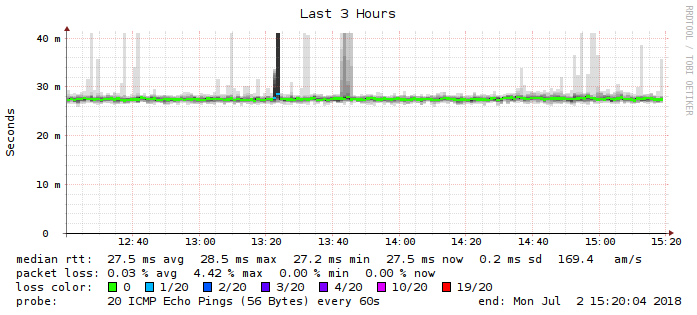 Last 3 Hours
RRDTOOL / TOBI OETIKER
Seconds
40 m
30 m
20 m
10 m
0
12:40 13:00 13:20 13:40 14:00 14:20 14:40 15:00 15:20
median rtt: 27.5 ms avg 28.5 ms max 27.2 ms min 27.5 ms now 0.2 ms sd 169.4 am/s
packet loss: 0.03 % avg 4.42 % max 0.00 % min 0.00 % now
loss color: 0 1/20 2/20 3/20 4/20 10/20 19/20
probe: 20 ICMP Echo Pings (56 Bytes) every 60s end: Mon Jul 2 15:20:04 2018